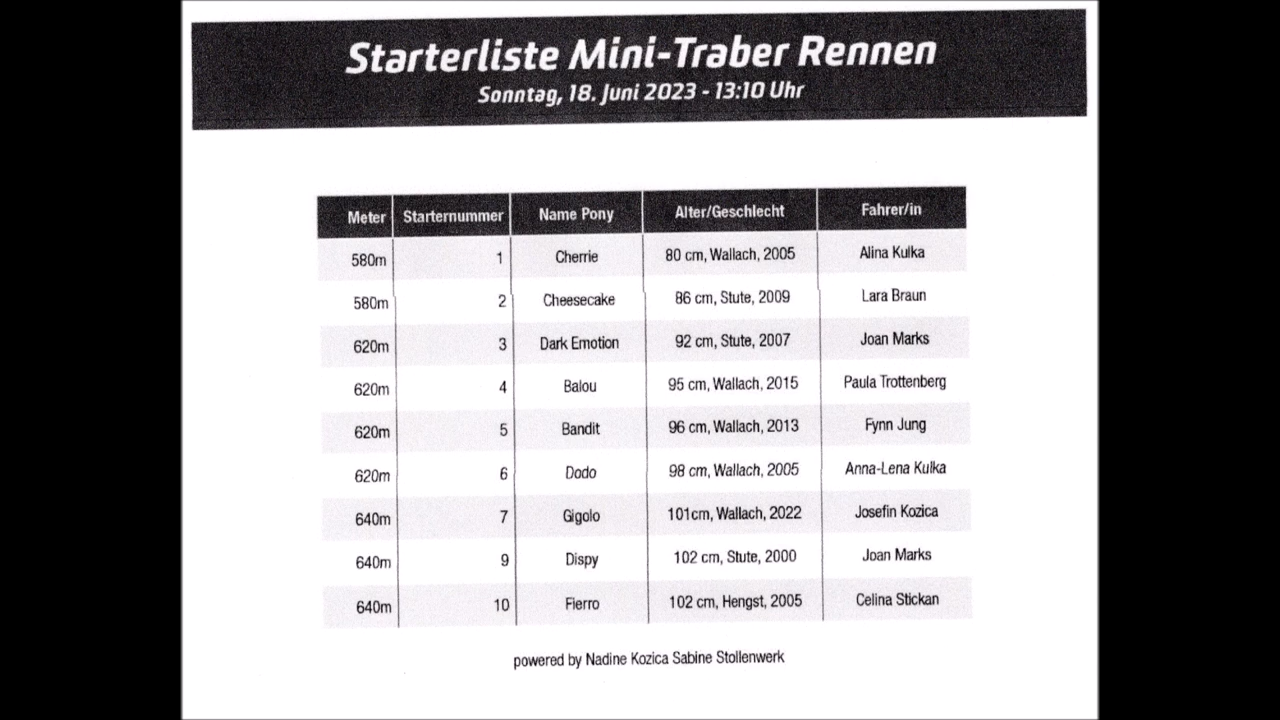 Starterliste Mini-Traber Rennen
Sonntag, 18. Juni 2023 - 13:10 Uhr
Meter Starternummer Name Pony Alter/Geschlecht Fahrer/in
580m 1 Cherrie 80 cm, Wallach, 2005 Alina Kulka
580m 2 Cheesecake 86 cm, Stute, 2009 Lara Braun
620m 3 Dark Emotion 92 cm, Stute, 2007 Joan Marks
620m 4 Balou 95 cm, Wallach, 2015 Paula Trottenberg
620m 5 Bandit 96 cm, Wallach, 2013 Fynn Jung
620m 6 Dodo 98 cm, Wallach, 2005 Anna-Lena Kulka
640m 7 Gigolo 101cm, Wallach, 2022 Josefin Kozica
640m 9 Dispy 102 cm, Stute, 2000 Joan Marks
640m 10 Fierro 102 cm, Hengst, 2005 Celina Stickan
powered by Nadine Kozica Sabine Stollenwerk